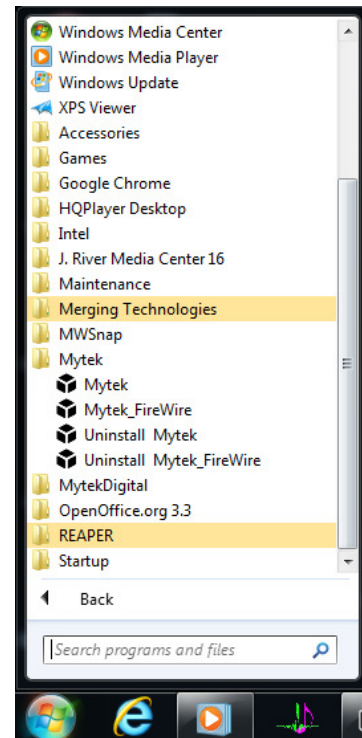 Windows Media Center
Windows Media Player
Windows Update
XPS Viewer
Accessories
Games
Google Chrome
HQPlayer Desktop
Intel
J. River Media Center 16
Maintenance
Merging Technologies
MWSnap
Mytek
Mytek
Mytek_FireWire
Uninstall Mytek
Uninstall Mytek_FireWire
MytekDigital
OpenOffice.org 3.3
REAPER
Startup
Back
Search programs and files